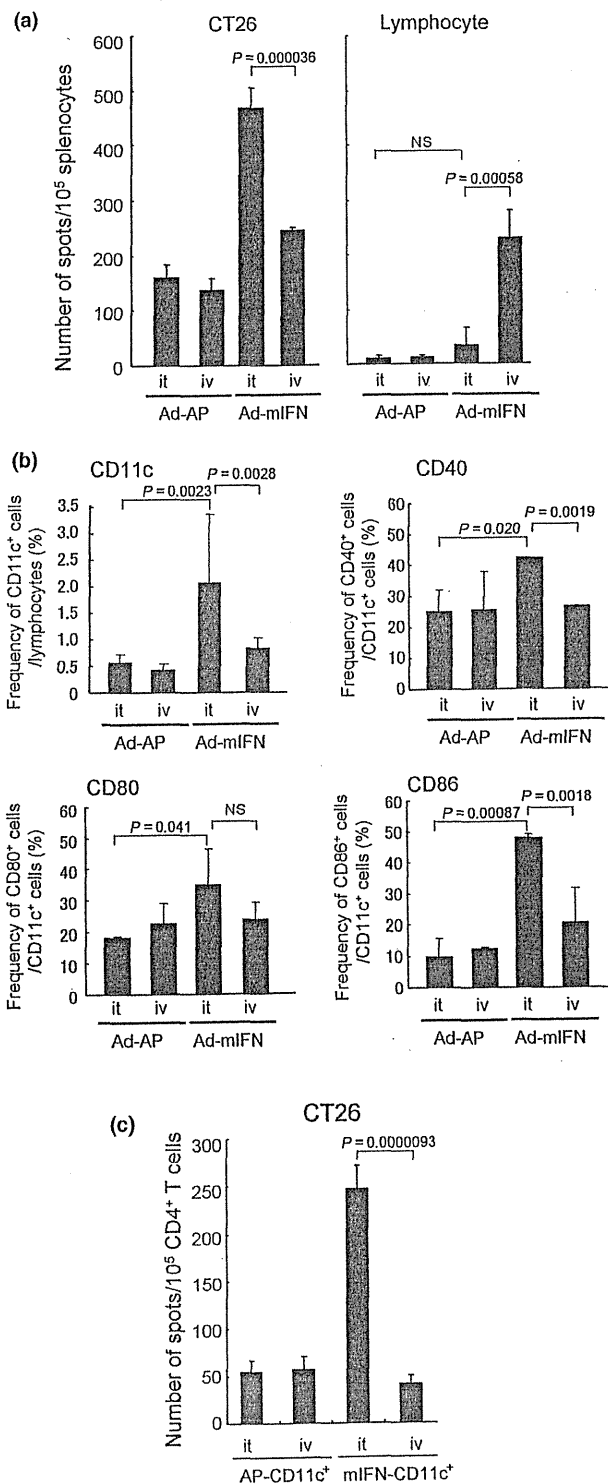 (a)
CT26
Lymphocyte
Number of spots/10⁵ splenocytes
600
500
400
300
200
100
0
P = 0.000036
NS
P = 0.00058
it iv it iv
Ad-AP Ad-mIFN
it iv it iv
Ad-AP Ad-mIFN
(b)
CD11c
Frequency of CD11c⁺ cells
/lymphocytes (%)
3.5
3.0
2.5
2.0
1.5
1.0
0.5
0
P = 0.0023
P = 0.0028
it iv it iv
Ad-AP Ad-mIFN
CD40
Frequency of CD40⁺ cells
/CD11c⁺ cells (%)
60
50
40
30
20
10
0
P = 0.020
P = 0.0019
it iv it iv
Ad-AP Ad-mIFN
CD80
Frequency of CD80⁺ cells
/CD11c⁺ cells (%)
60
50
40
30
20
10
0
P = 0.041
NS
it iv it iv
Ad-AP Ad-mIFN
CD86
Frequency of CD86⁺ cells
/CD11c⁺ cells (%)
60
50
40
30
20
10
0
P = 0.00087
P = 0.0018
it iv it iv
Ad-AP Ad-mIFN
(c)
CT26
Number of spots/10⁵ CD4⁺ T cells
300
250
200
150
100
50
0
P = 0.0000093
it iv it iv
AP-CD11c⁺ mIFN-CD11c⁺